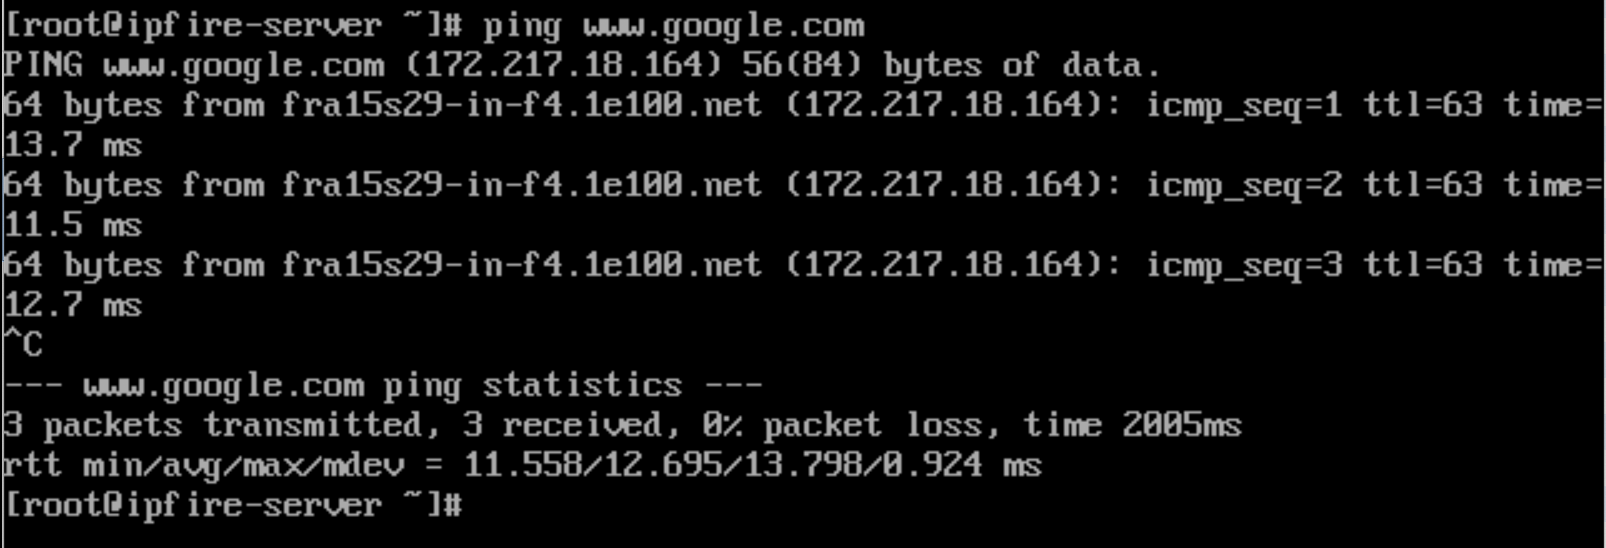 [root@ipfire-server ~]# ping www.google.com
PING www.google.com (172.217.18.164) 56(84) bytes of data.
64 bytes from fra15s29-in-f4.1e100.net (172.217.18.164): icmp_seq=1 ttl=63 time=
13.7 ms
64 bytes from fra15s29-in-f4.1e100.net (172.217.18.164): icmp_seq=2 ttl=63 time=
11.5 ms
64 bytes from fra15s29-in-f4.1e100.net (172.217.18.164): icmp_seq=3 ttl=63 time=
12.7 ms
^C
--- www.google.com ping statistics ---
3 packets transmitted, 3 received, 0% packet loss, time 2005ms
rtt min/avg/max/mdev = 11.558/12.695/13.798/0.924 ms
[root@ipfire-server ~]#